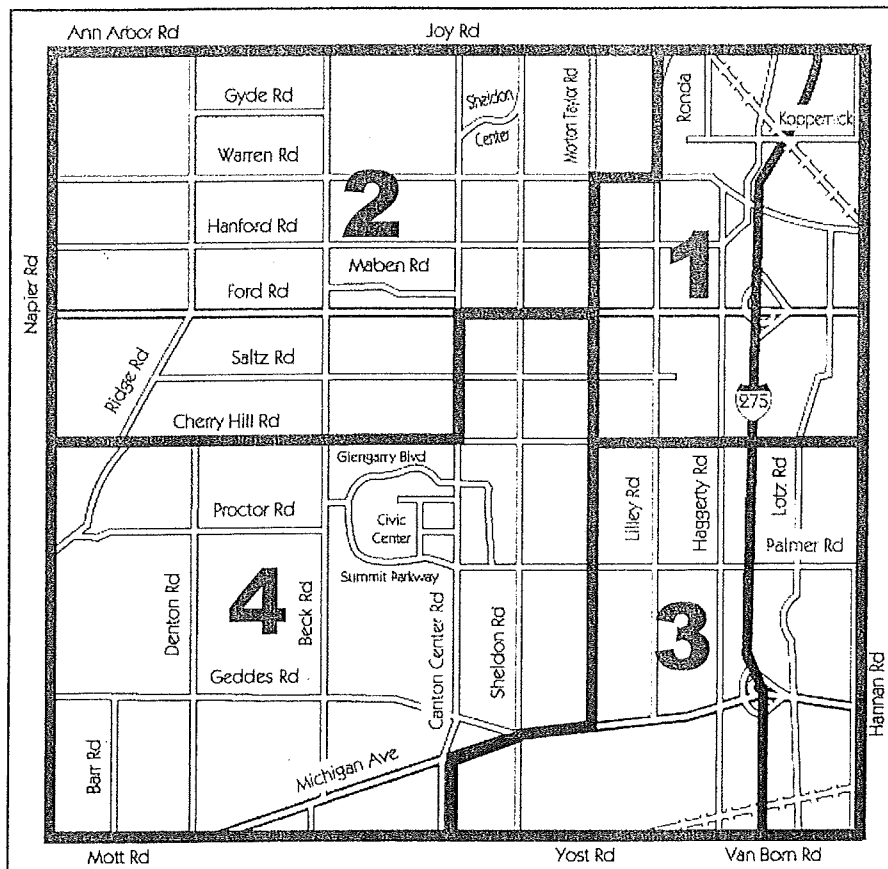 Ann Arbor Rd
Joy Rd
Gyde Rd
Sheldon
Center
Morton Taylor Rd
Ronda
Koppernick
Warren Rd
2
Hanford Rd
1
Maben Rd
Napier Rd
Ford Rd
Ridge Rd
Saltz Rd
275
Cherry Hill Rd
Glengarry Blvd
Proctor Rd
Civic
Center
Lilley Rd
Haggerty Rd
Lotz Rd
Palmer Rd
Summit Parkway
Denton Rd
4
Beck Rd
Canton Center Rd
Sheldon Rd
3
Geddes Rd
Hannan Rd
Barr Rd
Michigan Ave
Mott Rd
Yost Rd
Van Born Rd